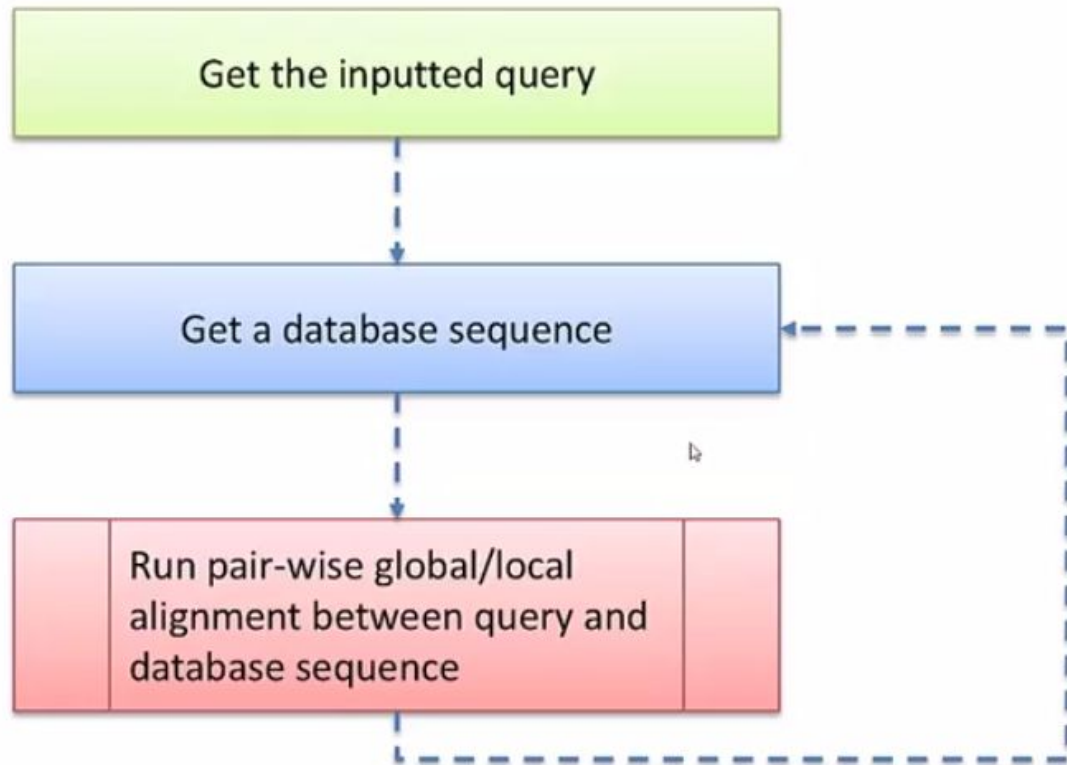 Get the inputted query
Get a database sequence
Run pair-wise global/local
alignment between query and
database sequence